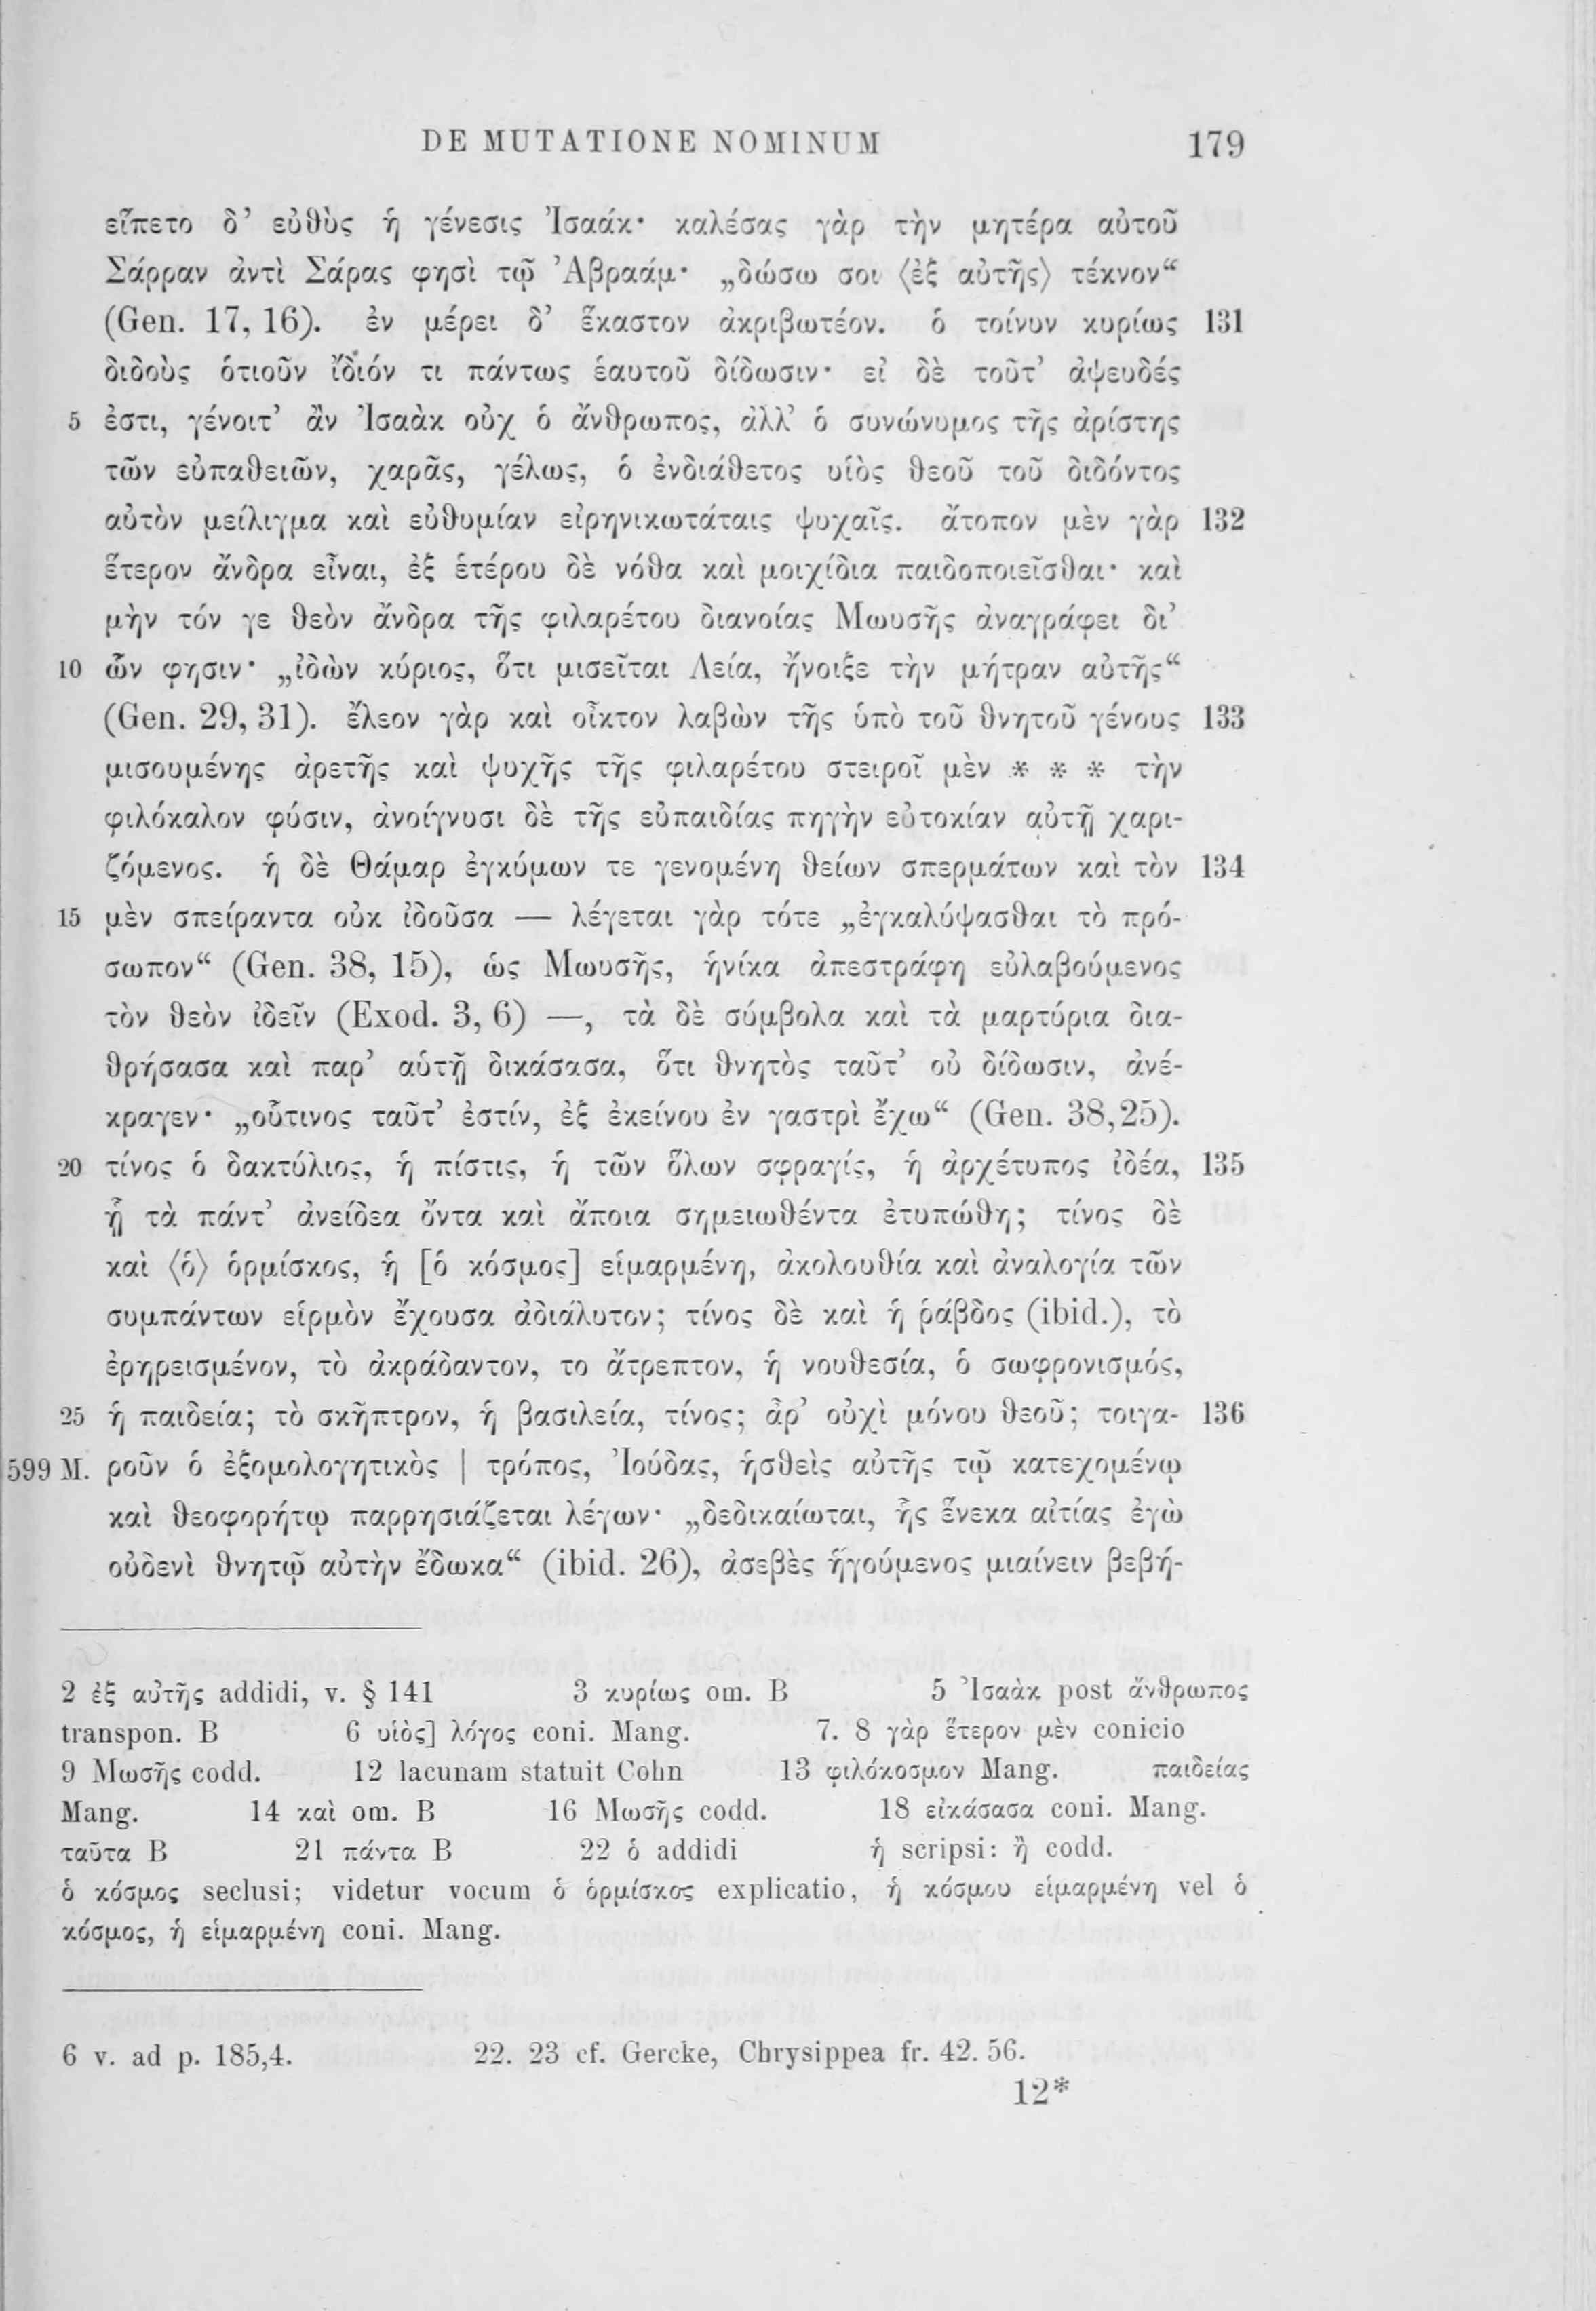 DE MUTATIONE NOMINUM 179
εἵπετο δ’ εὐθὺς ἡ γένεσις Ἰσαάκ· καλέσας γὰρ τὴν μητέρα αὐτοῦ
Σάρραν ἀντὶ Σάρας φησὶ τῷ Ἀβραάμ· „δώσω σοι 〈ἐξ αὐτῆς〉 τέκνον“
(Gen. 17, 16). ἐν μέρει δ’ ἕκαστον ἀκριβωτέον. ὁ τοίνυν κυρίως 131
διδοὺς ὁτιοῦν ἴδιόν τι πάντως ἑαυτοῦ δίδωσιν· εἰ δὲ τοῦτ’ ἀψευδές
5 ἐστι, γένοιτ’ ἂν Ἰσαὰκ οὐχ ὁ ἄνθρωπος, ἀλλ’ ὁ συνώνυμος τῆς ἀρίστης
τῶν εὐπαθειῶν, χαρᾶς, γέλως, ὁ ἐνδιάθετος υἱὸς θεοῦ τοῦ διδόντος
αὐτὸν μείλιγμα καὶ εὐθυμίαν εἰρηνικωτάταις ψυχαῖς. ἄτοπον μὲν γὰρ 132
ἕτερον ἄνδρα εἶναι, ἐξ ἑτέρου δὲ νόθα καὶ μοιχίδια παιδοποιεῖσθαι· καὶ
μὴν τόν γε θεὸν ἄνδρα τῆς φιλαρέτου διανοίας Μωυσῆς ἀναγράφει δι’
10 ὧν φησιν· „ἰδὼν κύριος, ὅτι μισεῖται Λεία, ἤνοιξε τὴν μήτραν αὐτῆς“
(Gen. 29, 31). ἔλεον γὰρ καὶ οἶκτον λαβὼν τῆς ὑπὸ τοῦ θνητοῦ γένους 133
μισουμένης ἀρετῆς καὶ ψυχῆς τῆς φιλαρέτου στειροῖ μὲν * * * τὴν
φιλόκαλον φύσιν, ἀνοίγνυσι δὲ τῆς εὐπαιδίας πηγὴν εὐτοκίαν αὐτῇ χαρι-
ζόμενος. ἡ δὲ Θάμαρ ἐγκύμων τε γενομένη θείων σπερμάτων καὶ τὸν 134
15 μὲν σπείραντα οὐκ ἰδοῦσα — λέγεται γὰρ τότε „ἐγκαλύψασθαι τὸ πρό-
σωπον“ (Gen. 38, 15), ὡς Μωυσῆς, ἡνίκα ἀπεστράφη εὐλαβούμενος
τὸν θεὸν ἰδεῖν (Exod. 3, 6) —, τὰ δὲ σύμβολα καὶ τὰ μαρτύρια δια-
θρήσασα καὶ παρ’ αὑτῇ δικάσασα, ὅτι θνητὸς ταῦτ’ οὐ δίδωσιν, ἀνέ-
κραγεν· „οὗτινος ταῦτ’ ἐστίν, ἐξ ἐκείνου ἐν γαστρὶ ἔχω“ (Gen. 38,25).
20 τίνος ὁ δακτύλιος, ἡ πίστις, ἡ τῶν ὅλων σφραγίς, ἡ ἀρχέτυπος ἰδέα, 135
ᾗ τὰ πάντ’ ἀνείδεα ὄντα καὶ ἄποια σημειωθέντα ἐτυπώθη; τίνος δὲ
καὶ 〈ὁ〉 ὁρμίσκος, ἡ [ὁ κόσμος] εἱμαρμένη, ἀκολουθία καὶ ἀναλογία τῶν
συμπάντων εἱρμὸν ἔχουσα ἀδιάλυτον; τίνος δὲ καὶ ἡ ῥάβδος (ibid.), τὸ
ἐρηρεισμένον, τὸ ἀκράδαντον, το ἄτρεπτον, ἡ νουθεσία, ὁ σωφρονισμός,
25 ἡ παιδεία; τὸ σκῆπτρον, ἡ βασιλεία, τίνος; ἆρ’ οὐχὶ μόνου θεοῦ; τοιγα- 136
599 M. ροῦν ὁ ἐξομολογητικὸς | τρόπος, Ἰούδας, ἡσθεὶς αὐτῆς τῷ κατεχομένῳ
καὶ θεοφορήτῳ παρρησιάζεται λέγων· „δεδικαίωται, ἧς ἕνεκα αἰτίας ἐγὼ
οὐδενὶ θνητῷ αὐτὴν ἔδωκα“ (ibid. 26), ἀσεβὲς ἡγούμενος μιαίνειν βεβή-
2 ἐξ αὐτῆς addidi, v. § 141 3 κυρίως om. B 5 Ἰσαὰκ post ἄνθρωπος
transpon. B 6 υἱὸς] λόγος coni. Mang. 7. 8 γὰρ ἕτερον μὲν conicio
9 Μωσῆς codd. 12 lacunam statuit Cohn 13 φιλόκοσμον Mang. παιδείας
Mang. 14 καὶ om. B 16 Μωσῆς codd. 18 εἰκάσασα coni. Mang.
ταῦτα B 21 πάντα B 22 ὁ addidi ἡ scripsi: ἢ codd.
ὁ κόσμος seclusi; videtur vocum ὁ ὁρμίσκος explicatio, ἡ κόσμου εἱμαρμένη vel ὁ
κόσμος, ἡ εἱμαρμένη coni. Mang.
6 v. ad p. 185,4. 22. 23 cf. Gercke, Chrysippea fr. 42. 56.
12*